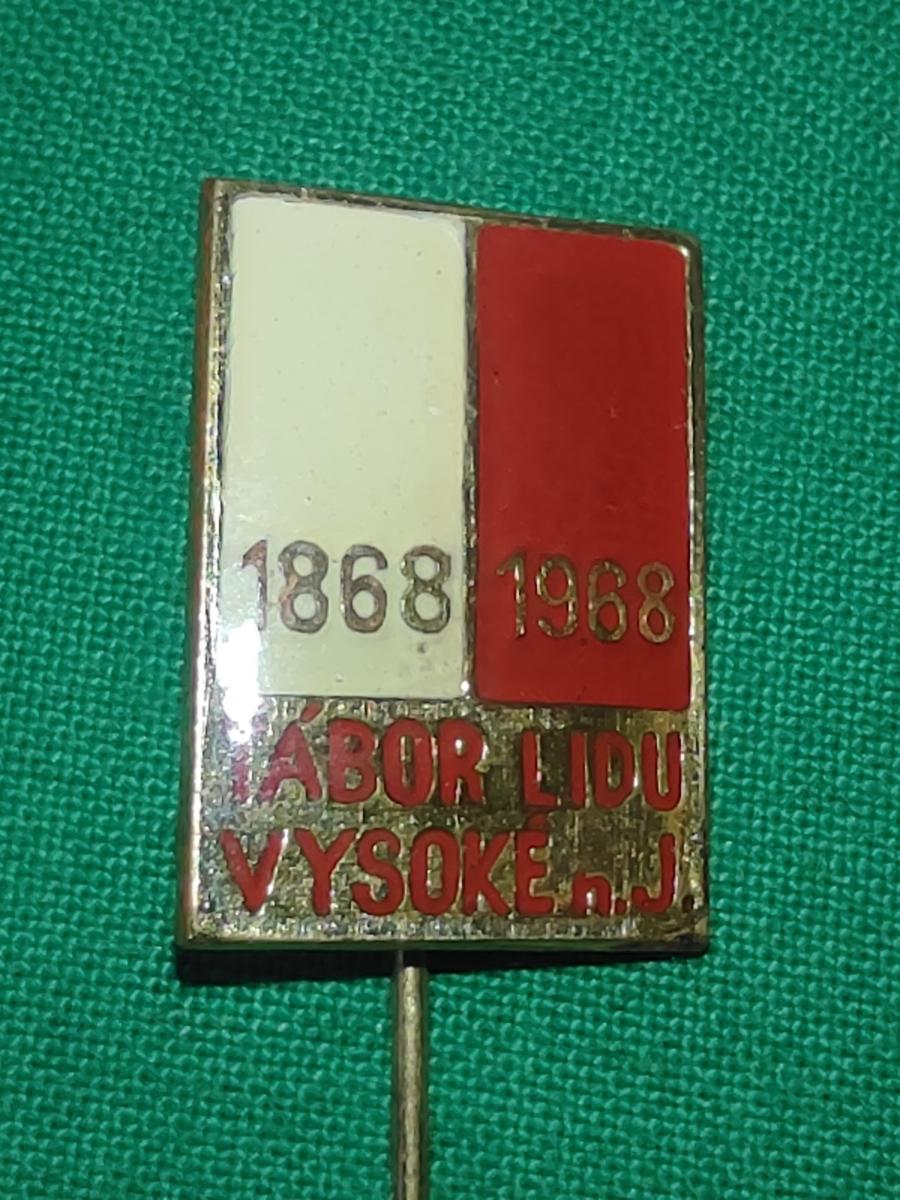 1868 1968
TÁBOR LIDU
VYSOKÉ n.J.